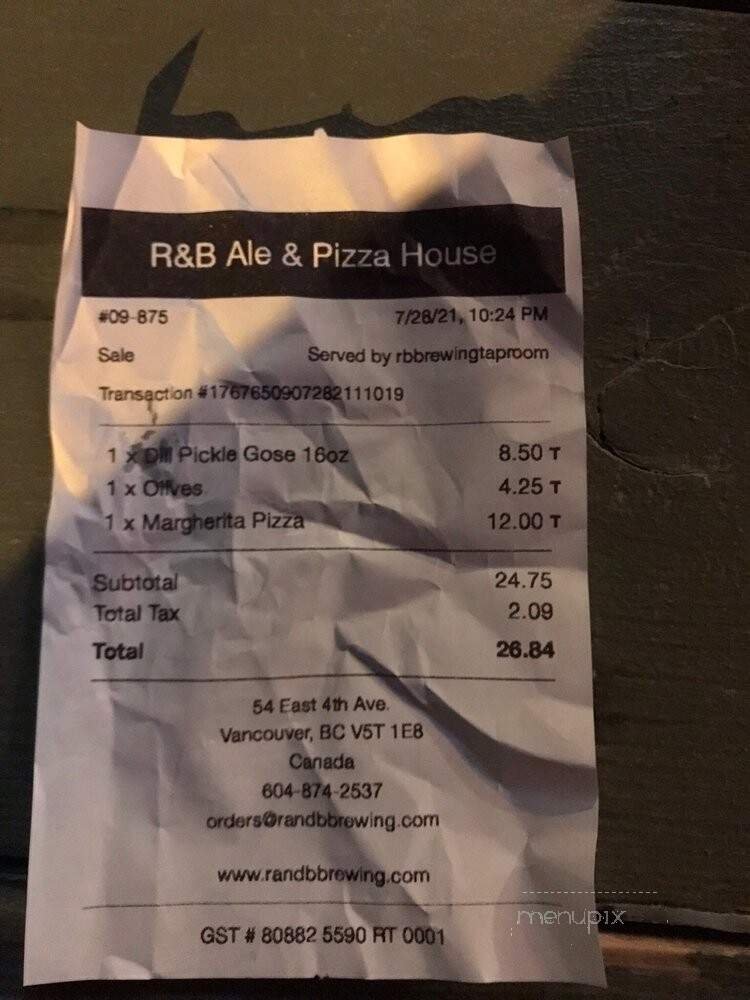 R&B Ale & Pizza House
#09-875 7/28/21, 10:24 PM
Sale Served by rbbrewingtaproom
Transaction #1767650907282111019
1 x Dill Pickle Gose 16oz 8.50 T
1 x Olives 4.25 T
1 x Margherita Pizza 12.00 T
Subtotal 24.75
Total Tax 2.09
Total 26.84
54 East 4th Ave.
Vancouver, BC V5T 1E8
Canada
604-874-2537
orders@randbbrewing.com
www.randbbrewing.com
GST # 80882 5590 RT 0001
menupix